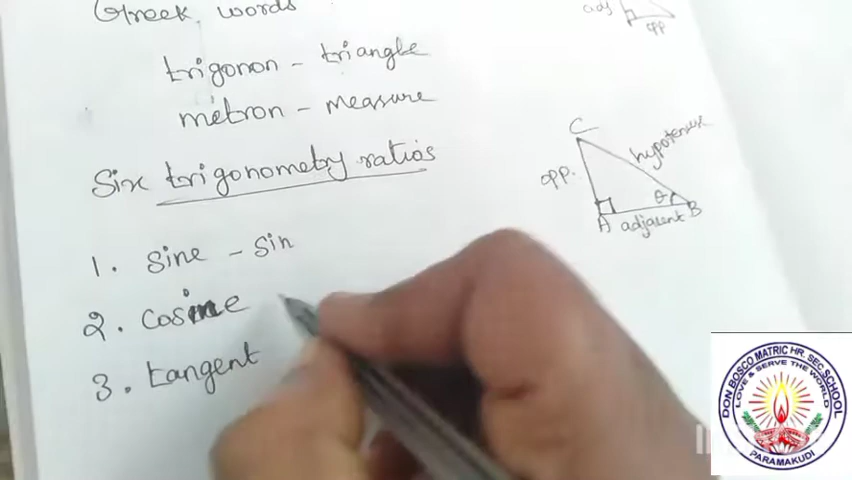 Greek words
trigonon - triangle
metron - measure
Six trigonometry ratios
1. sine - sin
2. cosine
3. tangent
adj
opp
C
hypotenuse
opp.
θ
A adjacent B
DON BOSCO MATRIC HR. SEC SCHOOL
LOVE & SERVE THE WORLD
PARAMAKUDI